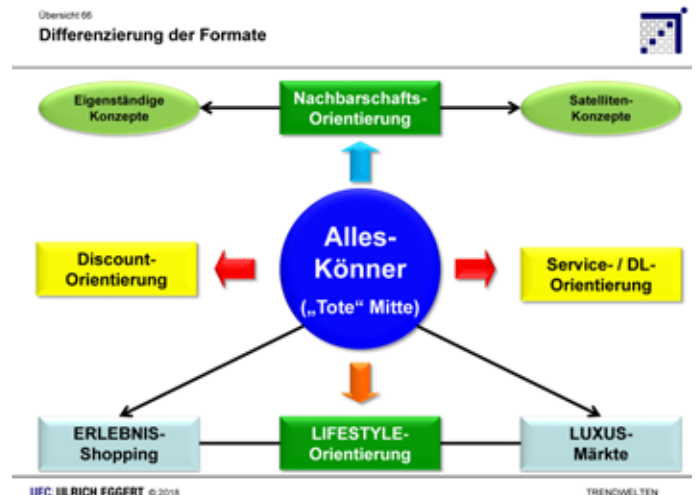 Übersicht 66
Differenzierung der Formate
Eigenständige
Konzepte
Nachbarschafts-
Orientierung
Satelliten-
Konzepte
Alles-
Könner
(„Tote“ Mitte)
Discount-
Orientierung
Service- / DL-
Orientierung
ERLEBNIS-
Shopping
LIFESTYLE-
Orientierung
LUXUS-
Märkte
UEC ULRICH EGGERT © 2018
TRENDWELTEN